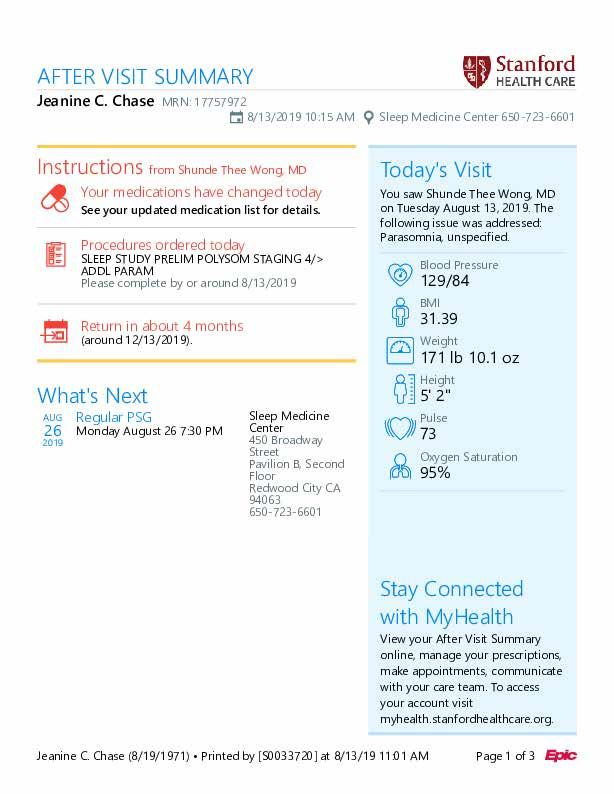 AFTER VISIT SUMMARY
Stanford
HEALTH CARE
Jeanine C. Chase MRN: 17757972
8/13/2019 10:15 AM Sleep Medicine Center 650-723-6601
Instructions from Shunde Thee Wong, MD
Your medications have changed today
See your updated medication list for details.
Procedures ordered today
SLEEP STUDY PRELIM POLYSOM STAGING 4/>
ADDL PARAM
Please complete by or around 8/13/2019
Return in about 4 months
(around 12/13/2019).
What's Next
AUG
26
2019
Regular PSG
Monday August 26 7:30 PM
Sleep Medicine
Center
450 Broadway
Street
Pavilion B, Second
Floor
Redwood City CA
94063
650-723-6601
Today's Visit
You saw Shunde Thee Wong, MD
on Tuesday August 13, 2019. The
following issue was addressed:
Parasomnia, unspecified.
Blood Pressure
129/84
BMI
31.39
Weight
171 lb 10.1 oz
Height
5' 2"
Pulse
73
Oxygen Saturation
95%
Stay Connected
with MyHealth
View your After Visit Summary
online, manage your prescriptions,
make appointments, communicate
with your care team. To access
your account visit
myhealth.stanfordhealthcare.org.
Jeanine C. Chase (8/19/1971) • Printed by [S0033720] at 8/13/19 11:01 AM
Page 1 of 3 Epic